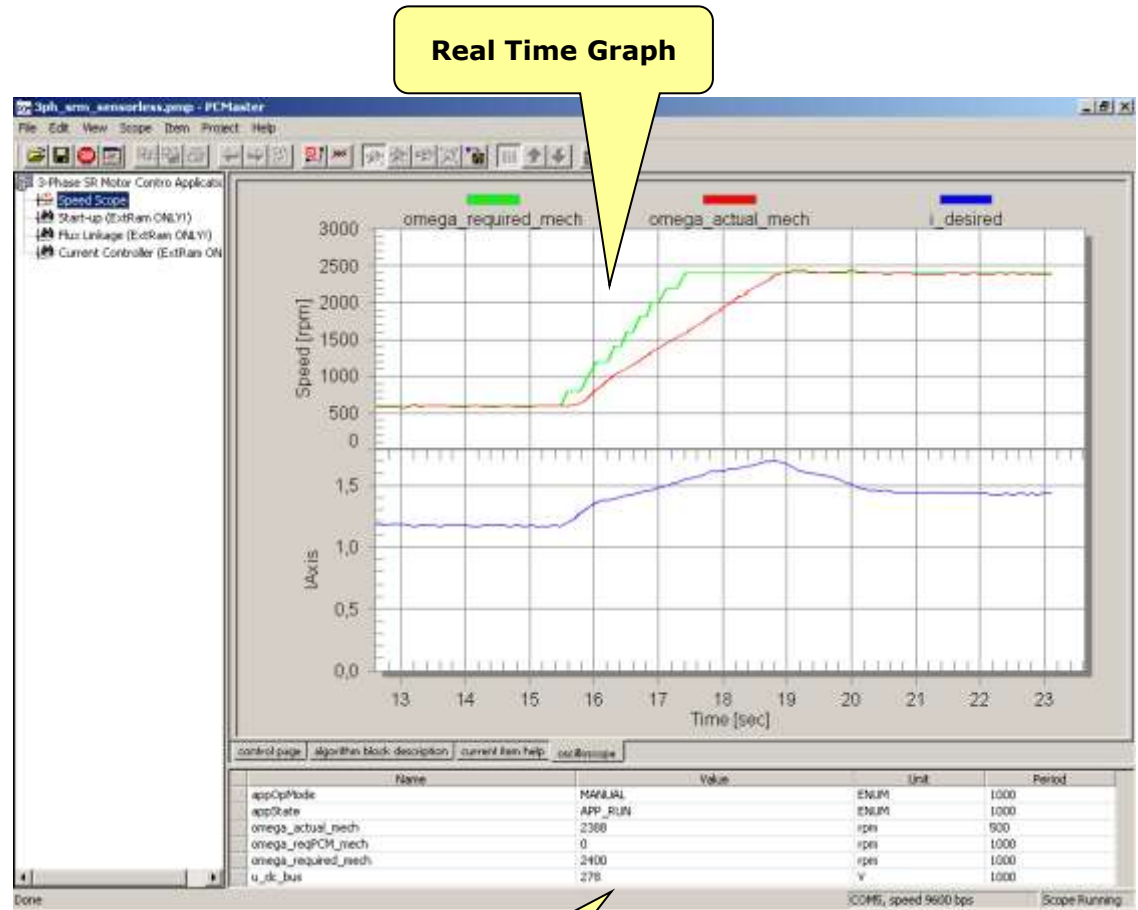 Real Time Graph
3ph_srm_sensorless.pmp - PCMaster
File Edit View Scope Item Project Help
3-Phase SR Motor Contro Applicatio
Speed Scope
Start-up (ExtRam ONLY!)
Flux Linkage (ExtRam ONLY!)
Current Controller (ExtRam ON
omega_required_mech omega_actual_mech i_desired
3000
2500
2000
1500
1000
500
0
Speed [rpm]
1,5
1,0
0,5
0,0
IAxis
13 14 15 16 17 18 19 20 21 22 23
Time [sec]
control page algorithm block description current item help oscilloscope
Name Value Unit Period
appOpMode MANUAL ENUM 1000
appState APP_RUN ENUM 1000
omega_actual_mech 2388 rpm 500
omega_reqPCM_mech 0 rpm 1000
omega_required_mech 2400 rpm 1000
u_dc_bus 278 V 1000
Done COM5, speed 9600 bps Scope Running